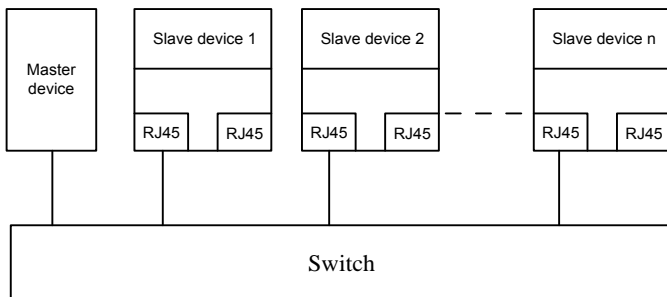 Master
device
Slave device 1
Slave device 2
Slave device n
RJ45
RJ45
RJ45
RJ45
RJ45
RJ45
Switch